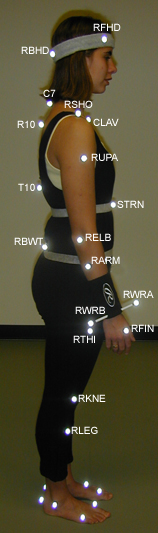 RFHD
RBHD
C7
RSHO
R10
CLAV
RUPA
T10
STRN
RBWT
RELB
RARM
RWRA
RWRB
RTHI
RFIN
RKNE
RLEG